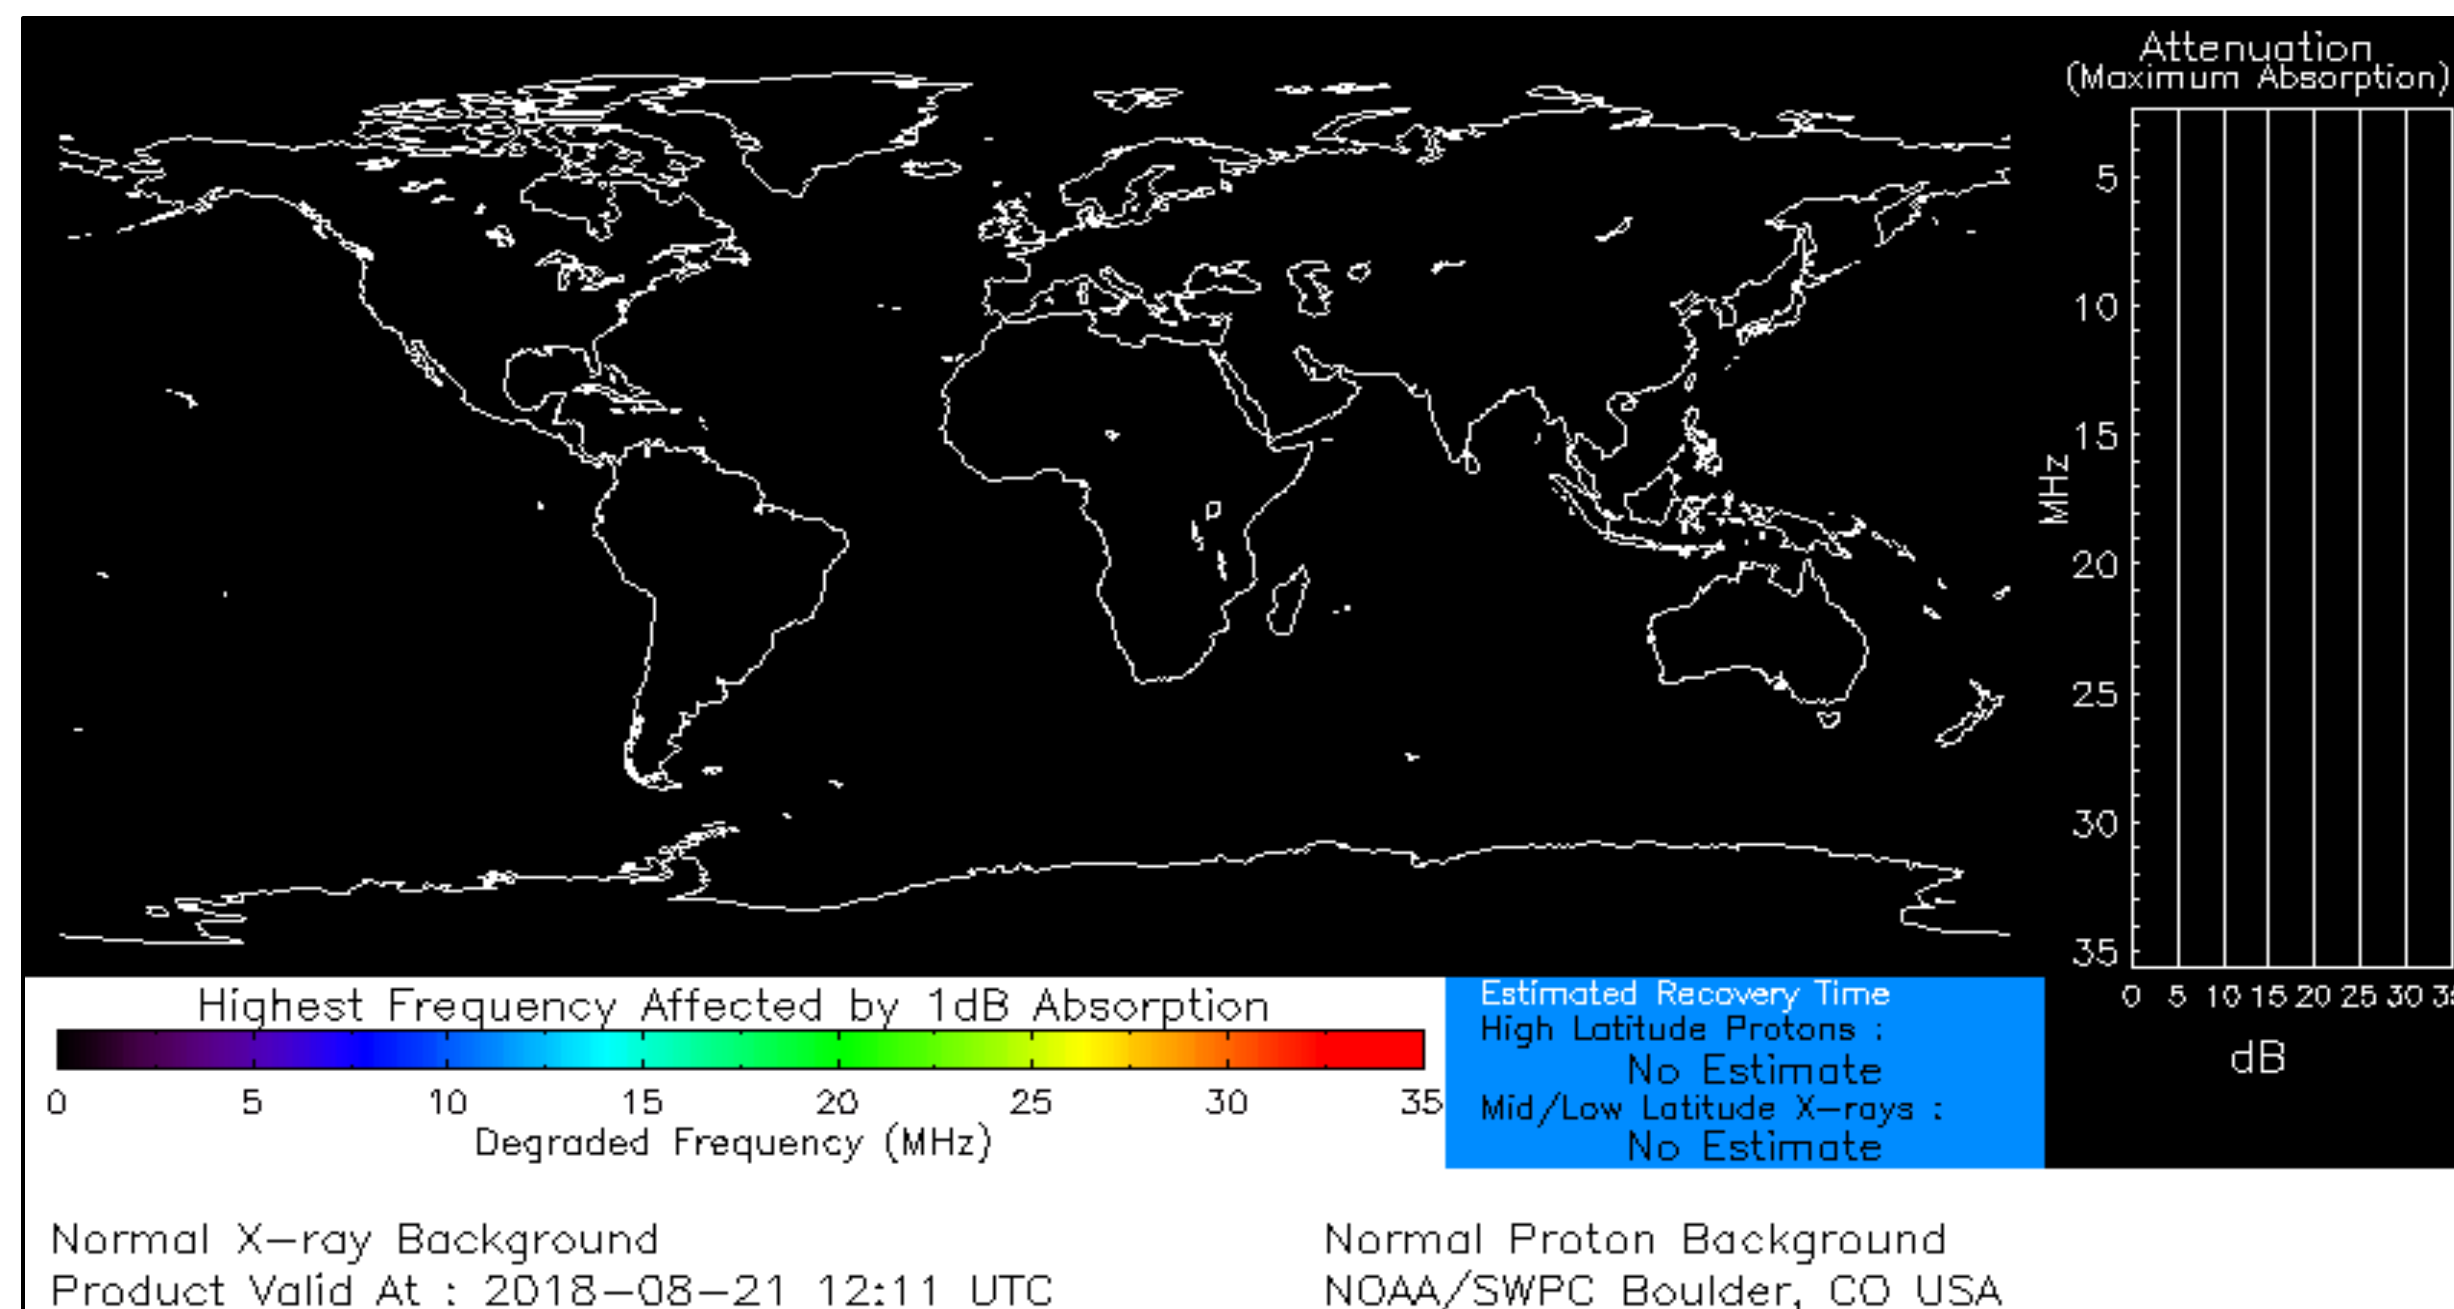 Attenuation
(Maximum Absorption)
5
10
15
20
25
30
35
MHz
0 5 10 15 20 25 30
dB
Highest Frequency Affected by 1dB Absorption
0 5 10 15 20 25 30 35
Degraded Frequency (MHz)
Estimated Recovery Time
High Latitude Protons :
No Estimate
Mid/Low Latitude X-rays :
No Estimate
Normal X-ray Background
Product Valid At : 2018-08-21 12:11 UTC
Normal Proton Background
NOAA/SWPC Boulder, CO USA